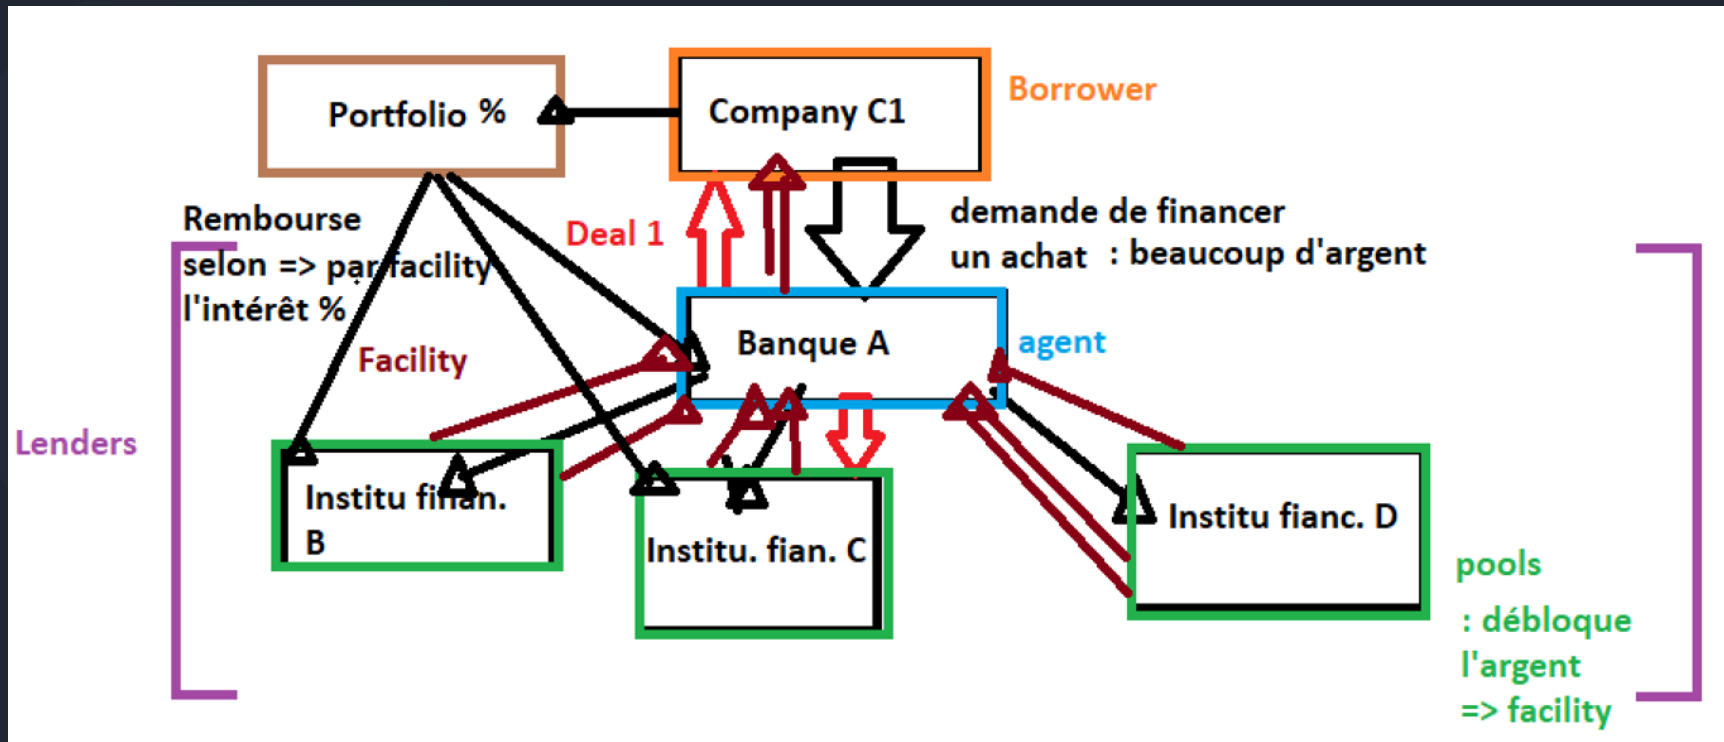 Portfolio %
Company C1
Borrower
Rembourse
selon => par facility
l'intérêt %
Deal 1
demande de financer
un achat : beaucoup d'argent
Banque A
agent
Facility
Lenders
Institu finan.
B
Institu. fian. C
Institu fianc. D
pools
: débloque
l'argent
=> facility